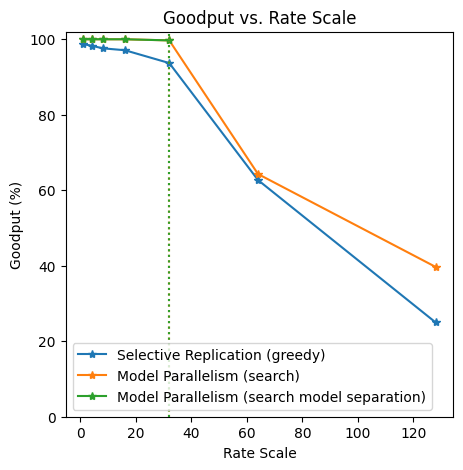 Goodput vs. Rate Scale
100
80
60
40
20
0
Goodput (%)
Selective Replication (greedy)
Model Parallelism (search)
Model Parallelism (search model separation)
0 20 40 60 80 100 120
Rate Scale